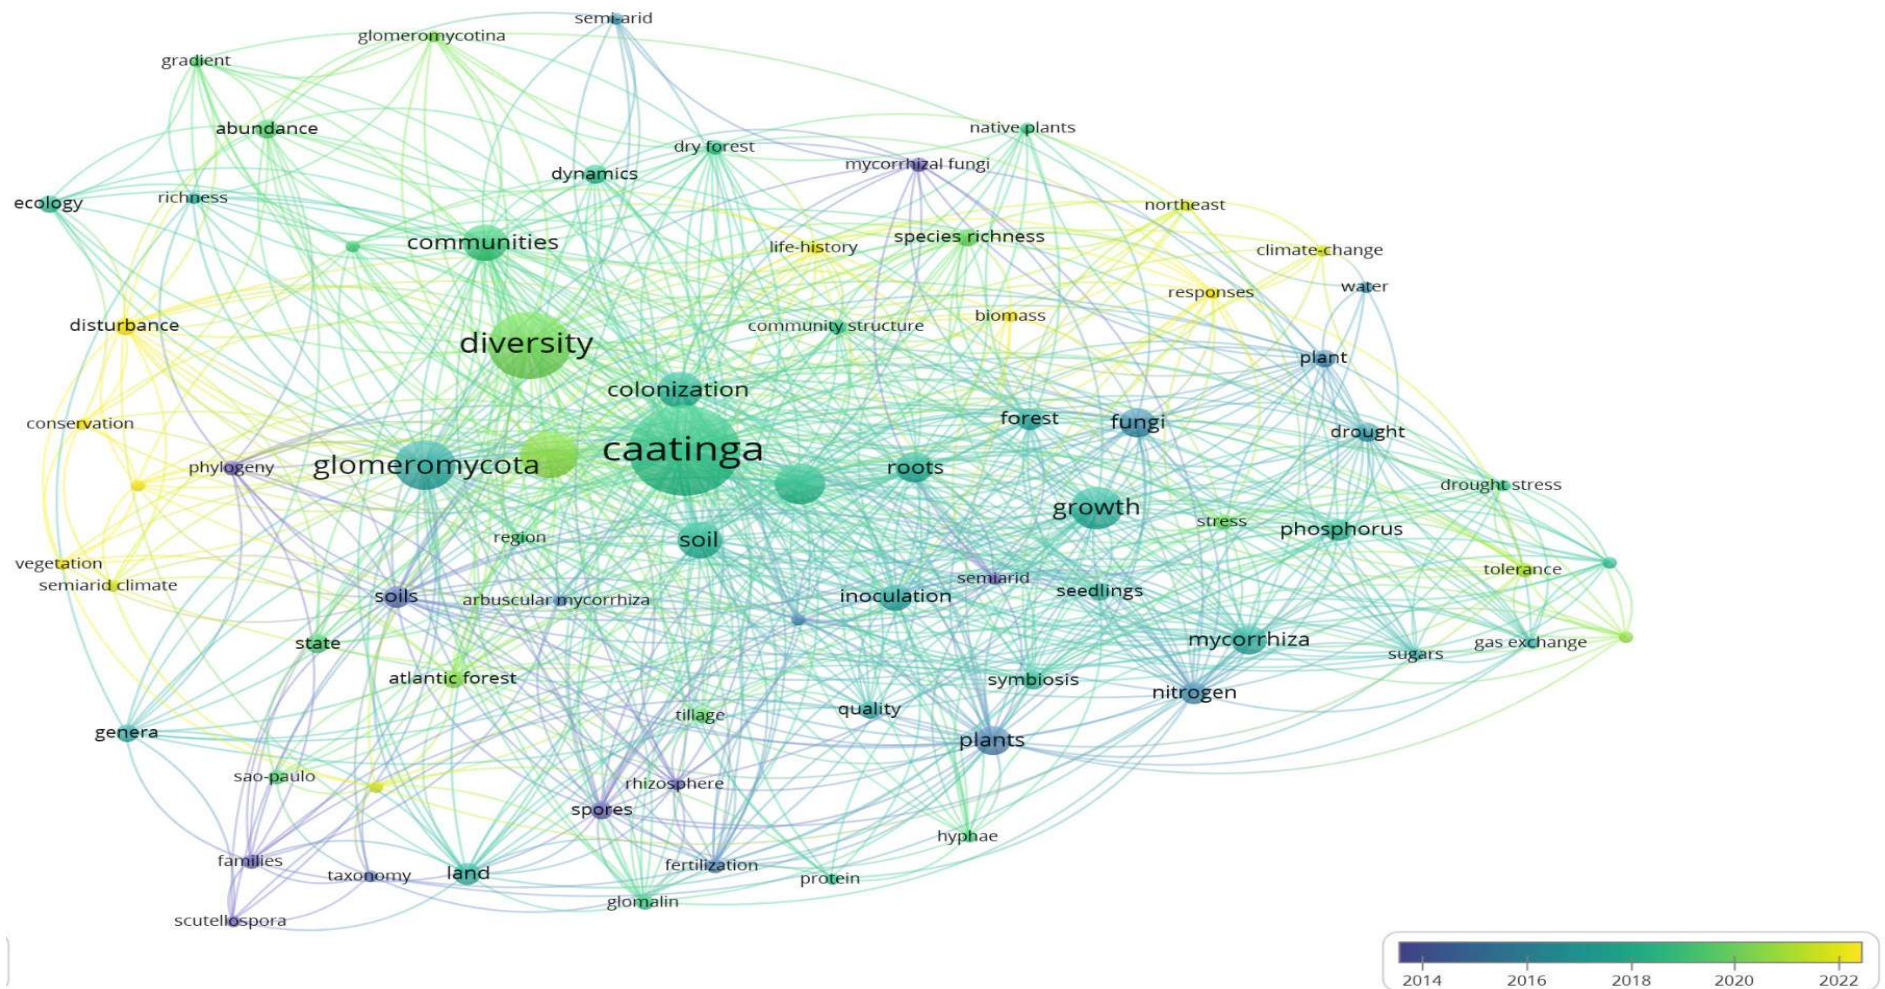 semi-arid
glomeromycotina
gradient
abundance
native plants
dry forest
mycorrhizal fungi
dynamics
richness
ecology
northeast
species richness
communities
life-history
climate-change
water
responses
biomass
disturbance
community structure
diversity
plant
colonization
forest
fungi
conservation
drought
caatinga
glomeromycota
phylogeny
roots
drought stress
growth
stress
phosphorus
region
soil
vegetation
tolerance
semiarid
semiarid climate
seedlings
soils
arbuscular mycorrhiza
inoculation
mycorrhiza
state
gas exchange
sugars
atlantic forest
symbiosis
nitrogen
quality
tillage
genera
plants
sao-paulo
rhizosphere
spores
hyphae
families
fertilization
land
taxonomy
protein
glomalin
scutellospora
2014 2016 2018 2020 2022